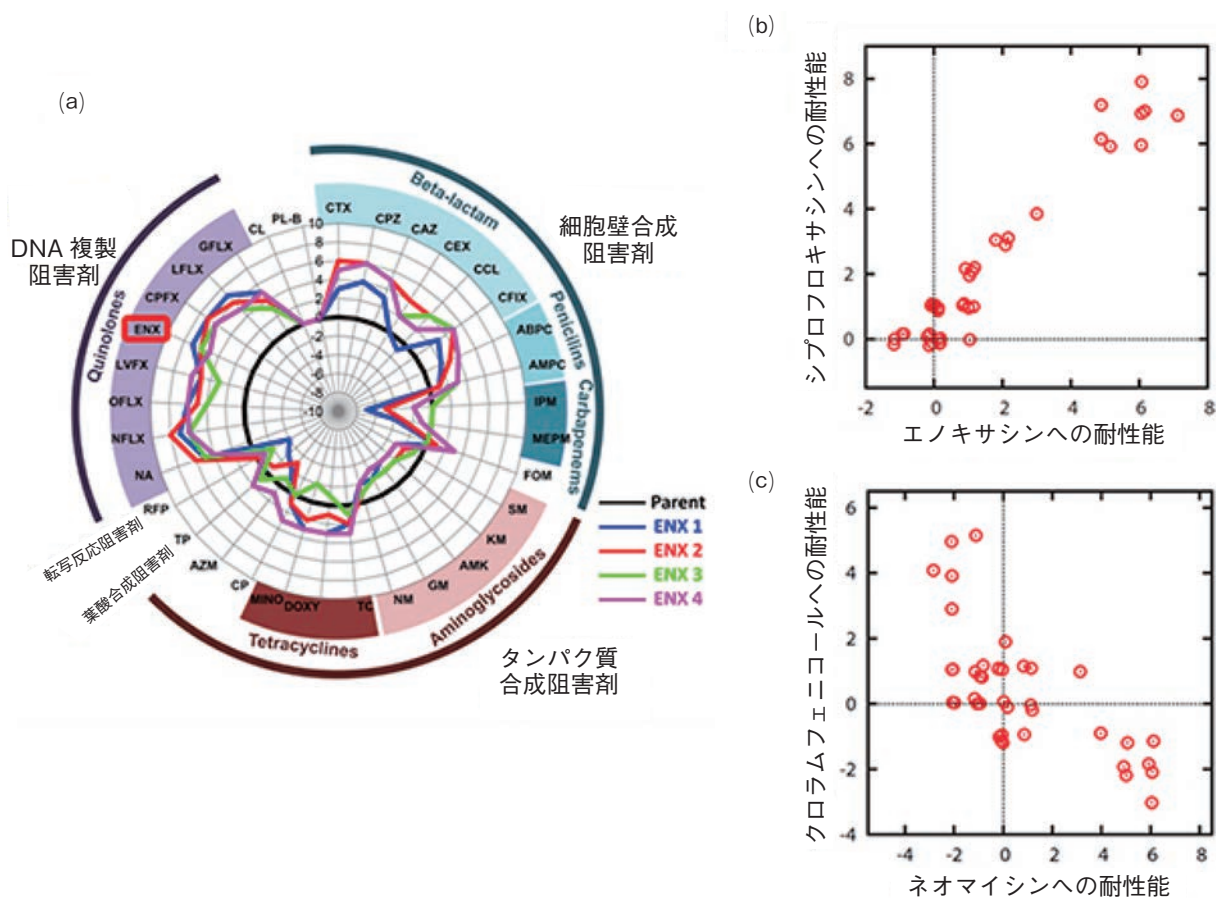 (a)
DNA 複製
阻害剤
細胞壁合成
阻害剤
タンパク質
合成阻害剤
転写反応阻害剤
葉酸合成阻害剤
Quinolones
Beta-lactam
Penicilins
Carbapenems
Aminoglycosides
Tetracyclines
CTX
CPZ
CAZ
CEX
CCL
CFIX
ABPC
AMPC
IPM
MEPM
FOM
SM
KM
AMK
GM
NM
TC
DOXY
MINO
CP
AZM
TP
RFP
NA
NFLX
OFLX
LVFX
ENX
CPFX
LFLX
GFLX
CL
PL-B
10
8
6
4
2
0
-2
-4
-6
-8
-10
Parent
ENX 1
ENX 2
ENX 3
ENX 4
(b)
シプロフロキサシンへの耐性能
8
6
4
2
0
-2
0
2
4
6
8
エノキサシンへの耐性能
(c)
クロラムフェニコールへの耐性能
6
4
2
0
-2
-4
-4
-2
0
2
4
6
8
ネオマイシンへの耐性能